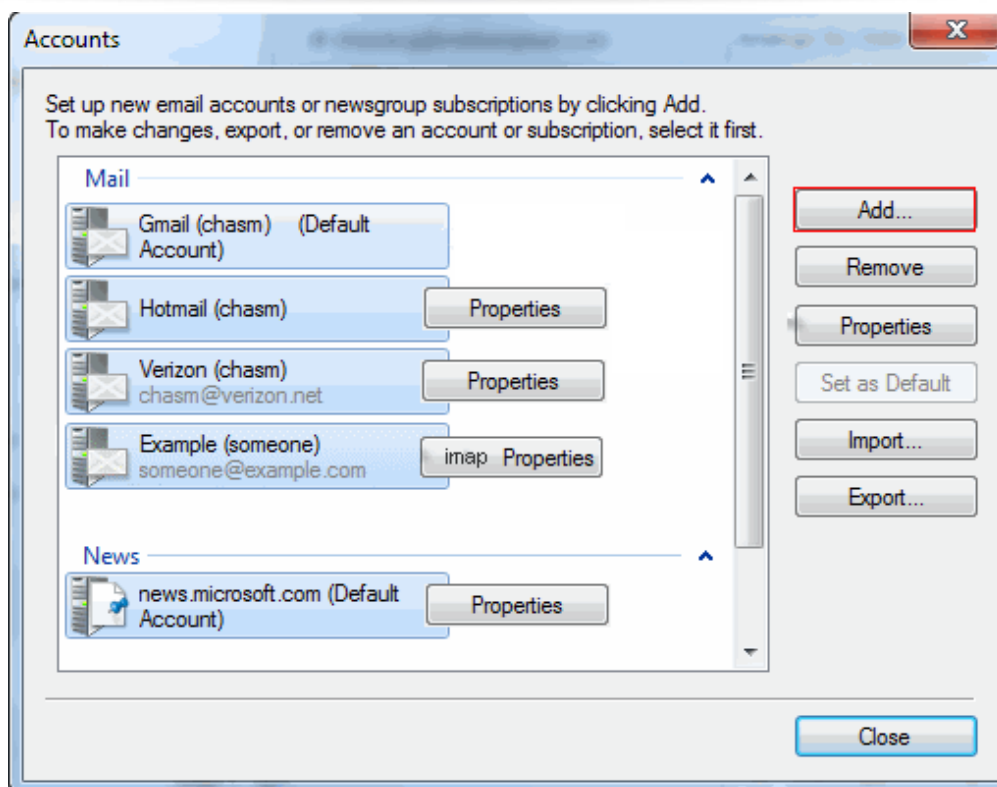 Accounts
X
Set up new email accounts or newsgroup subscriptions by clicking Add.
To make changes, export, or remove an account or subscription, select it first.
Mail
Gmail (chasm) (Default
Account)
Hotmail (chasm)
Properties
Verizon (chasm)
chasm@verizon.net
Properties
Example (someone)
someone@example.com
imap Properties
News
news.microsoft.com (Default
Account)
Properties
Add...
Remove
Properties
Set as Default
Import...
Export...
Close